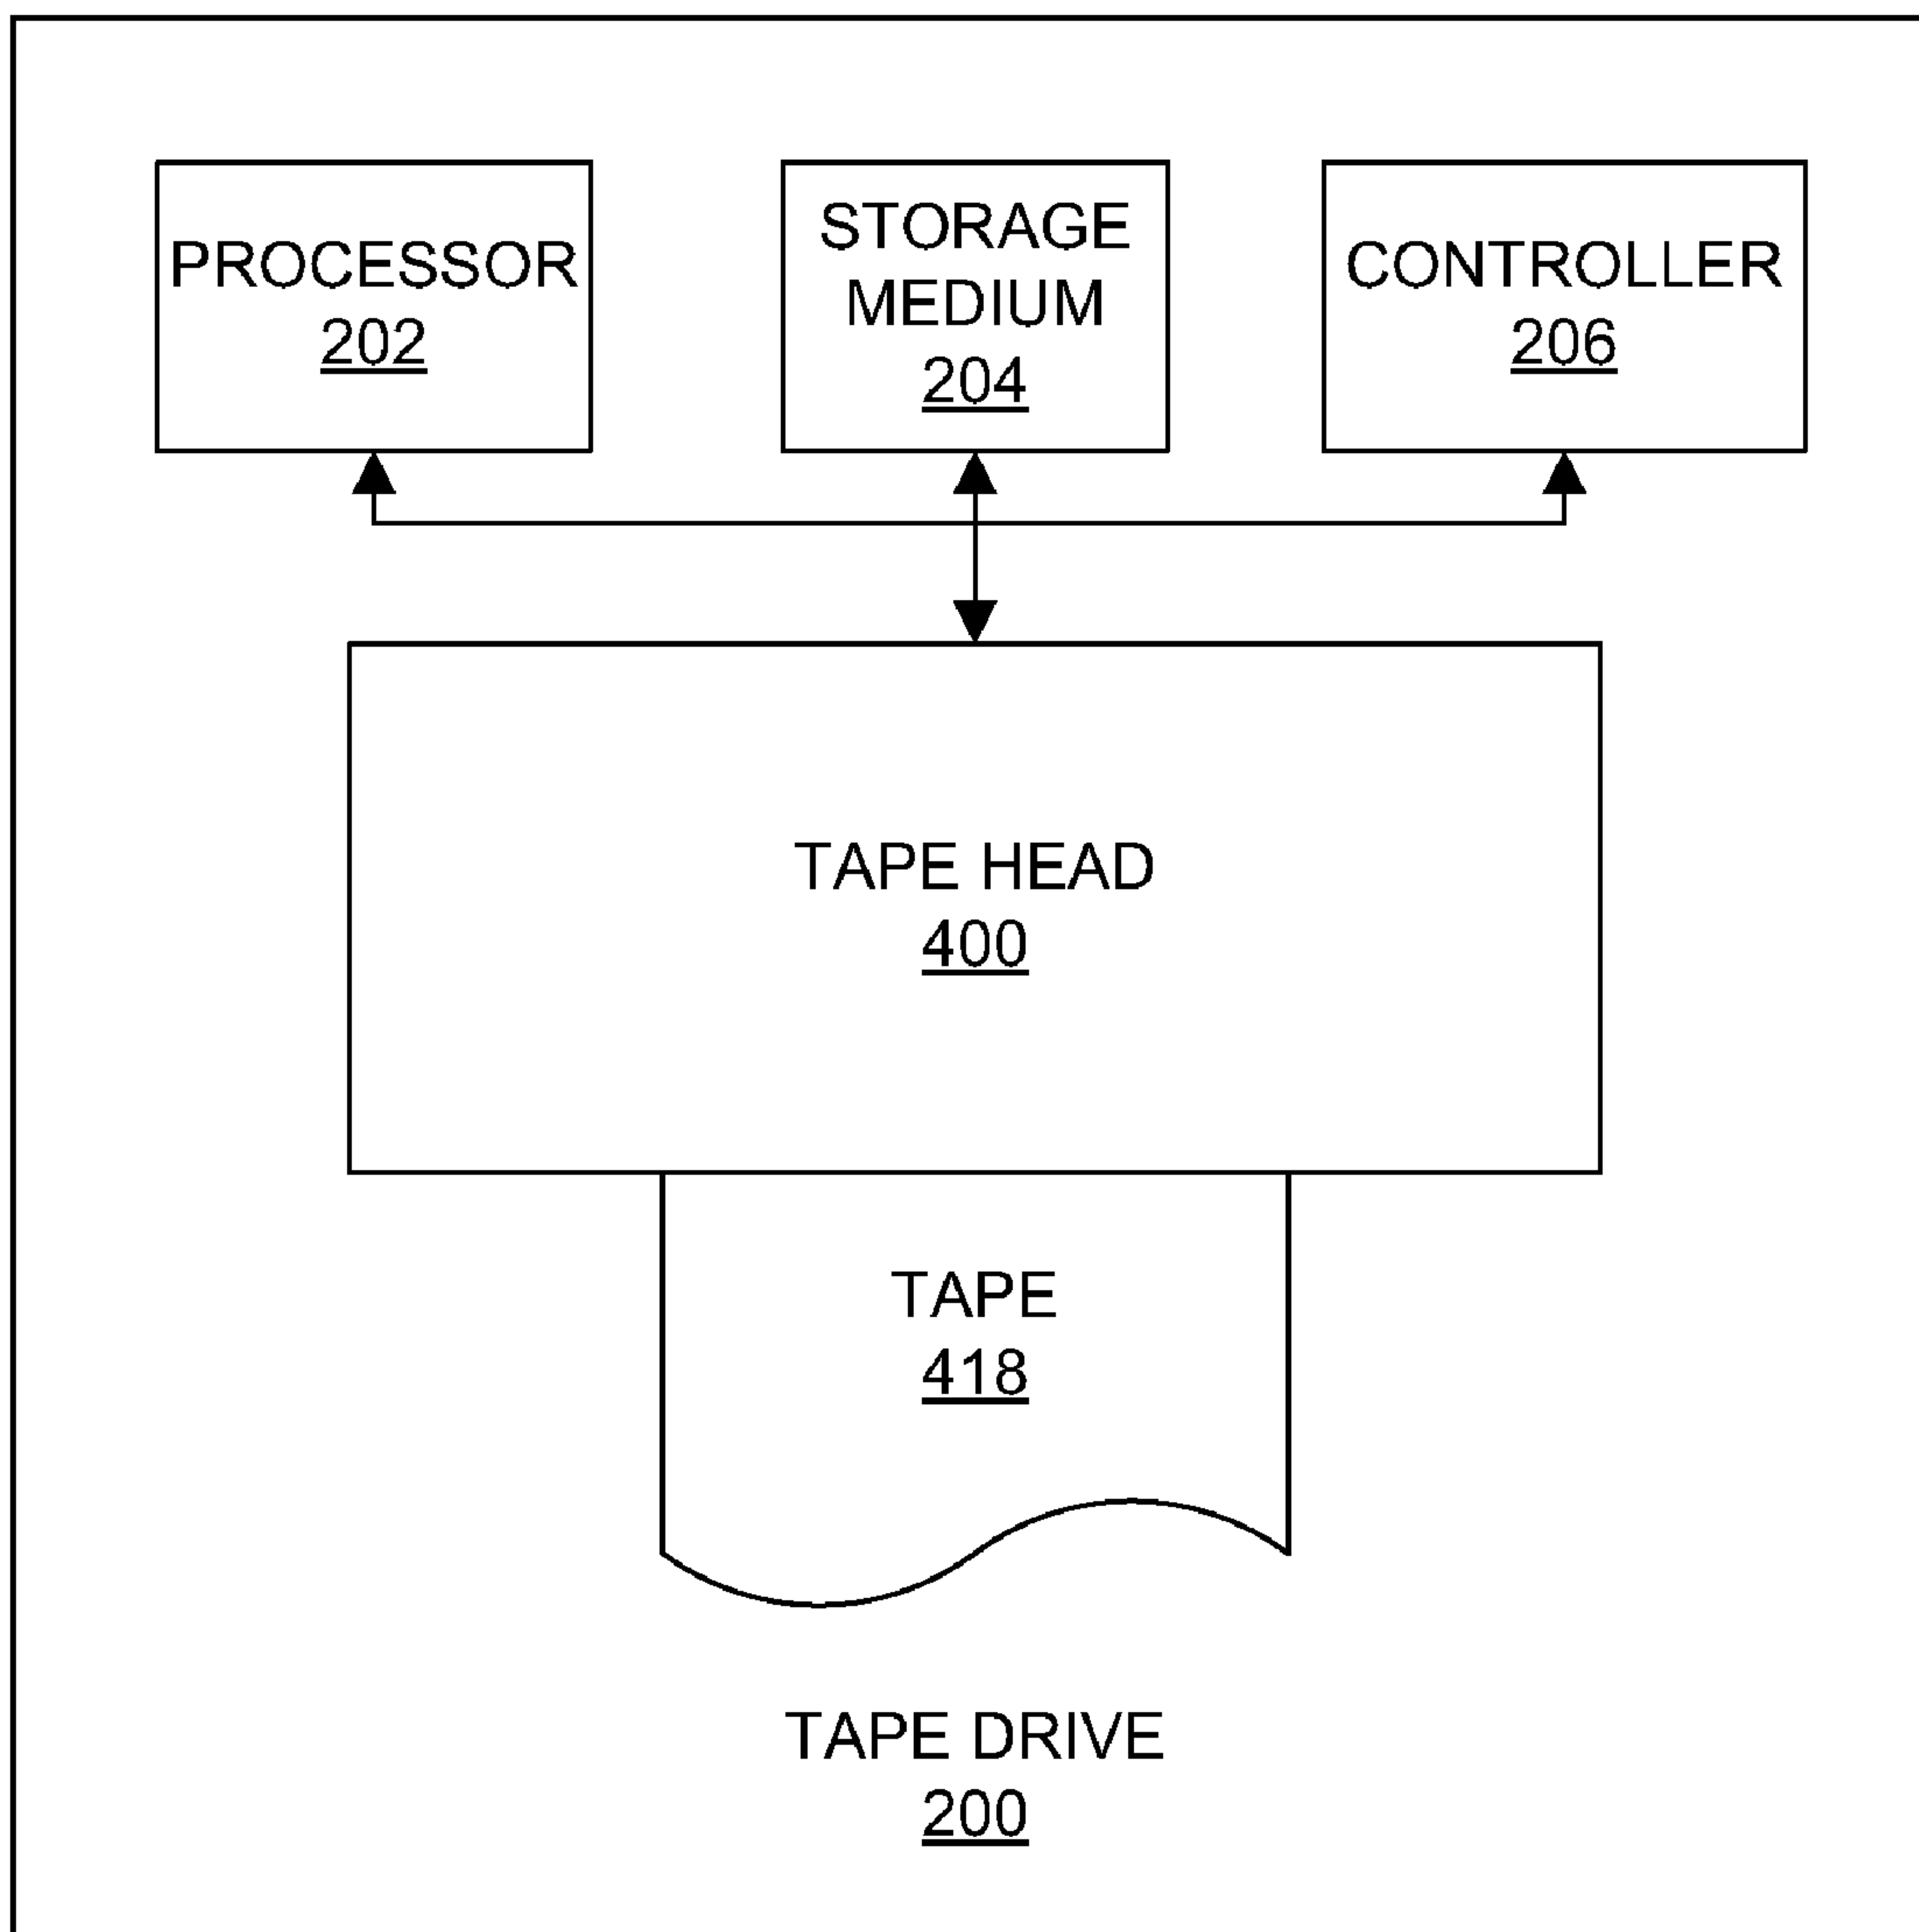 PROCESSOR
202
STORAGE
MEDIUM
204
CONTROLLER
206
TAPE HEAD
400
TAPE
418
TAPE DRIVE
200